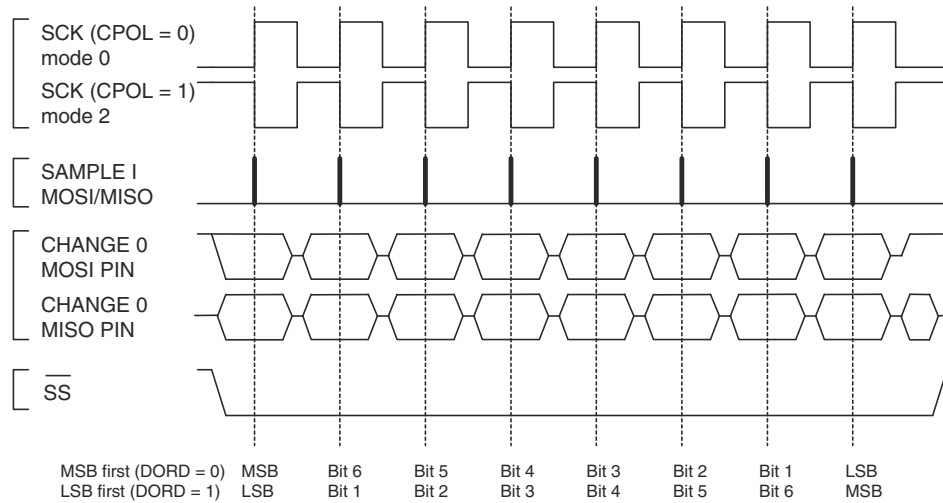 SCK (CPOL = 0)
mode 0
SCK (CPOL = 1)
mode 2
SAMPLE I
MOSI/MISO
CHANGE 0
MOSI PIN
CHANGE 0
MISO PIN
SS
MSB first (DORD = 0) MSB Bit 6 Bit 5 Bit 4 Bit 3 Bit 2 Bit 1 LSB
LSB first (DORD = 1) LSB Bit 1 Bit 2 Bit 3 Bit 4 Bit 5 Bit 6 MSB